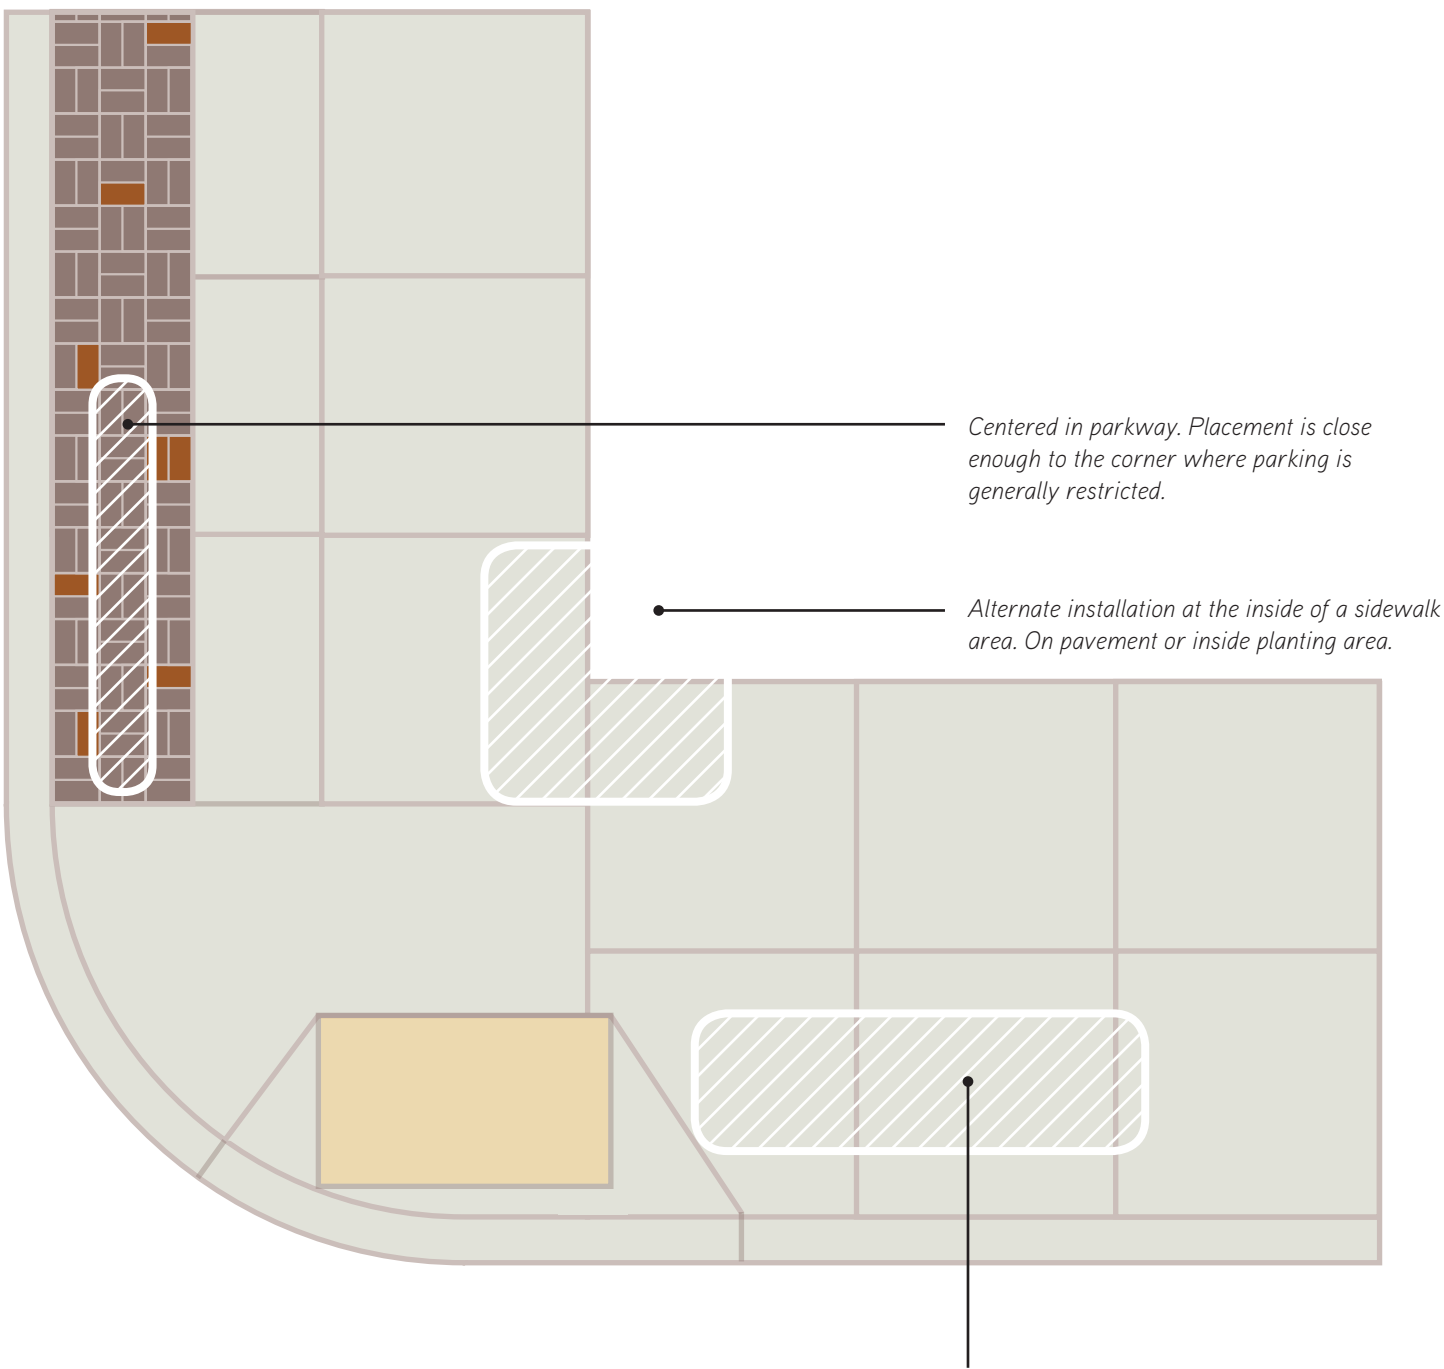 Centered in parkway. Placement is close
enough to the corner where parking is
generally restricted.
Alternate installation at the inside of a sidewalk
area. On pavement or inside planting area.